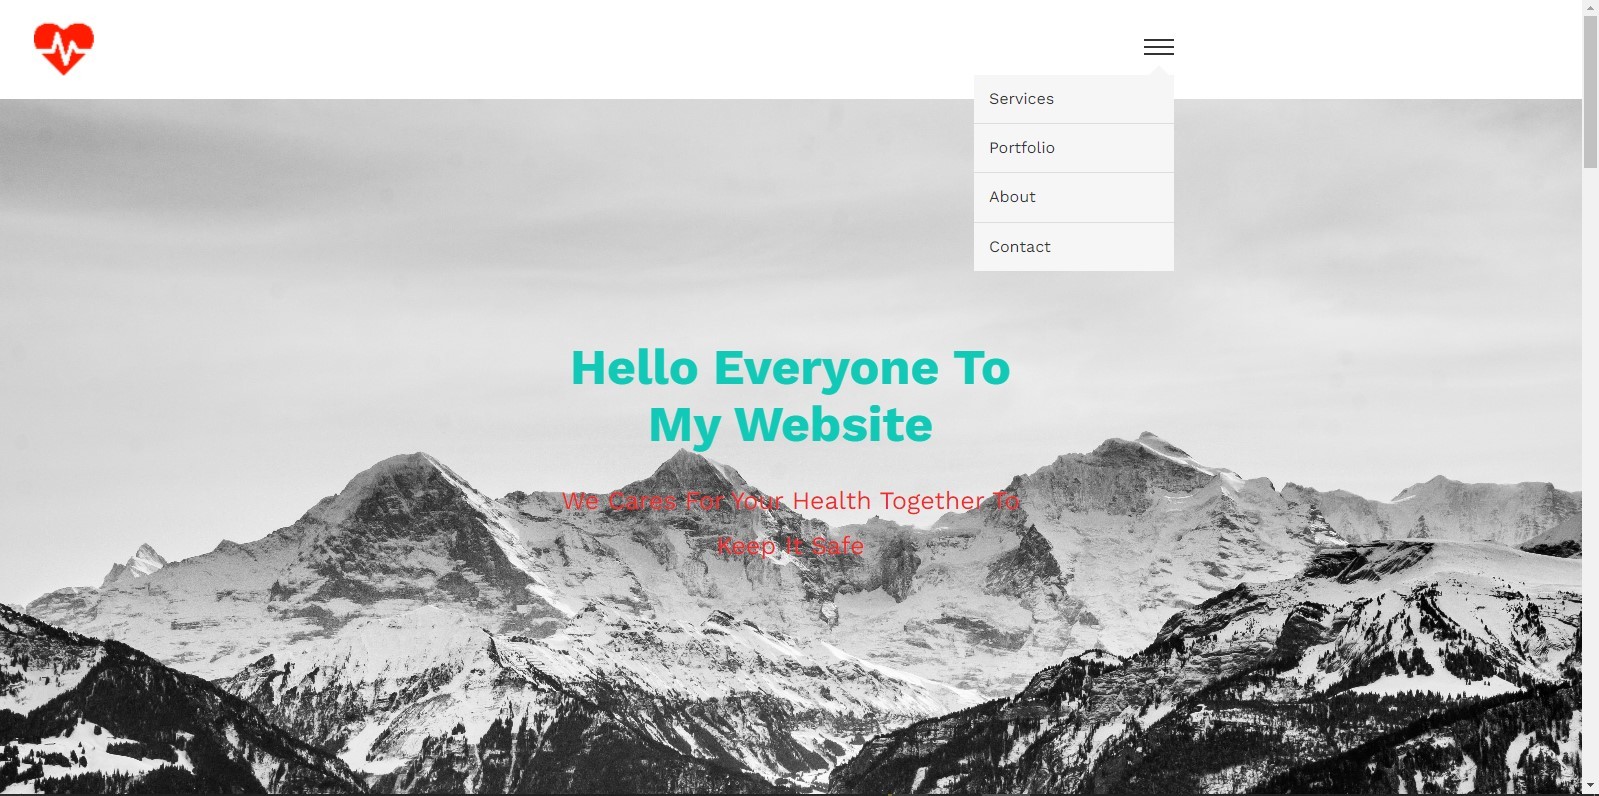 Services
Portfolio
About
Contact
Hello Everyone To
My Website
We Cares For Your Health Together To
Keep It Safe